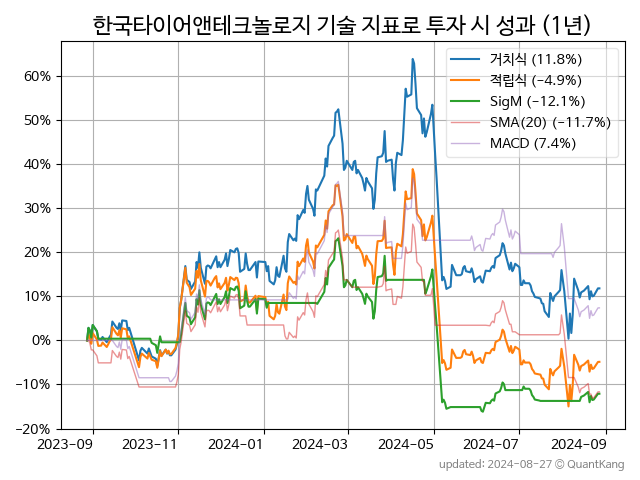 한국타이어앤테크놀로지 기술 지표로 투자 시 성과 (1년)
거치식 (11.8%)
적립식 (−4.9%)
SigM (−12.1%)
SMA(20) (−11.7%)
MACD (7.4%)
60%
50%
40%
30%
20%
10%
0%
−10%
−20%
2023-09 2023-11 2024-01 2024-03 2024-05 2024-07 2024-09
updated: 2024-08-27 © QuantKang